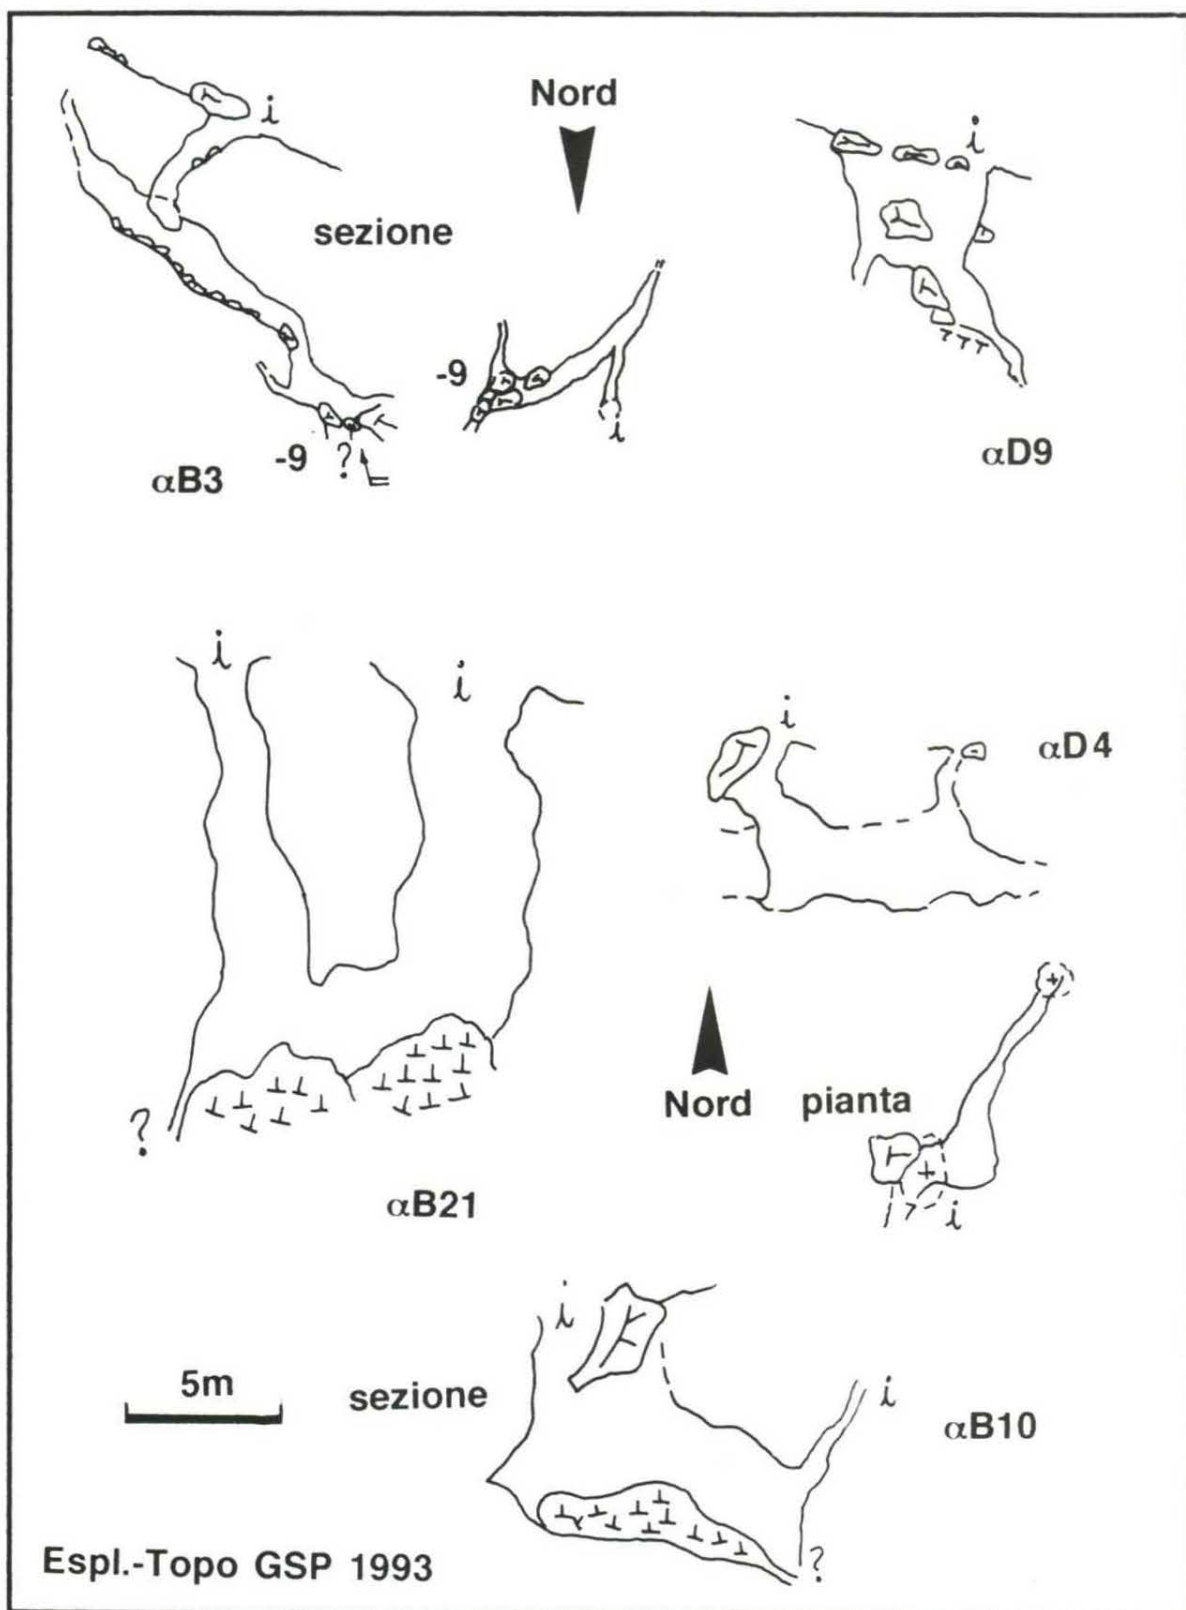 i
Nord
i
sezione
-9
i
-9
?
αB3
αD9
i
i
i
αD4
Nord
pianta
?
i
αB21
i
i
5m
sezione
αB10
?
Espl.-Topo GSP 1993